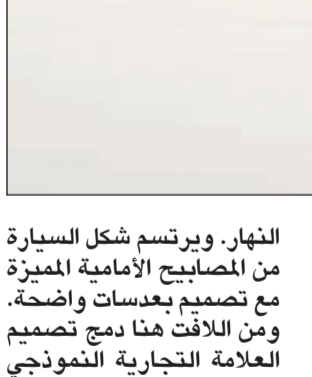 النهار. ويرتسم شكل السيارة
من المصابيح الأمامية المميزة
مع تصميم بعدسات واضحة.
ومن اللافت هنا دمج تصميم
العلامة التجارية النموذجي